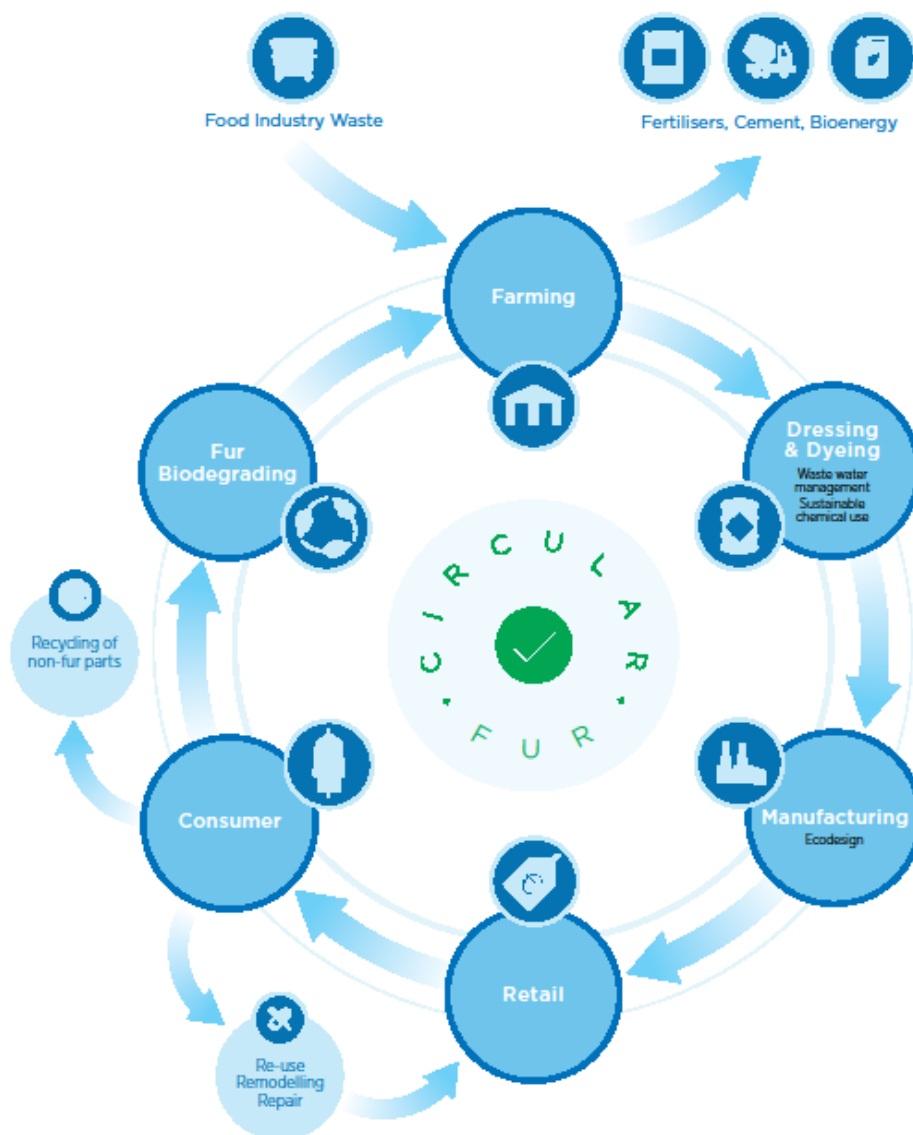 Food Industry Waste
Fertilisers, Cement, Bioenergy
Farming
Dressing
& Dyeing
Waste water
management
Sustainable
chemical use
Fur
Biodegrading
CIRCULAR
• FUR •
Recycling of
non-fur parts
Consumer
Manufacturing
Ecodesign
Retail
Re-use
Remodelling
Repair